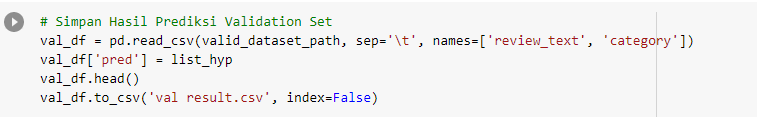 # Simpan Hasil Prediksi Validation Set
val_df = pd.read_csv(valid_dataset_path, sep='\t', names=['review_text', 'category'])
val_df['pred'] = list_hyp
val_df.head()
val_df.to_csv('val result.csv', index=False)